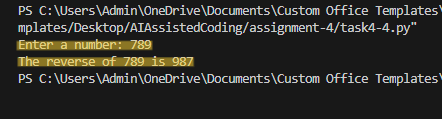 PS C:\Users\Admin\OneDrive\Documents\Custom Office Templates\
mplates/Desktop/AIAssistedCoding/assignment-4/task4-4.py"
Enter a number: 789
The reverse of 789 is 987
PS C:\Users\Admin\OneDrive\Documents\Custom Office Templates\